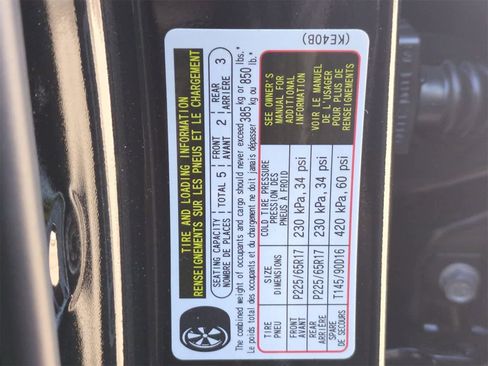 TIRE AND LOADING INFORMATION
RENSEIGNEMENTS SUR LES PNEUS ET LE CHARGEMENT
SEATING CAPACITY
NOMBRE DE PLACES
TOTAL 5
FRONT
AVANT
2
REAR
ARRIÈRE
3
The combined weight of occupants and cargo should never exceed 385 kg or 850 lbs.
Le poids total des occupants et du chargement ne doit jamais dépasser 385 kg ou 850 lb.
TIRE
PNEU
SIZE
DIMENSIONS
COLD TIRE PRESSURE
PRESSION DES
PNEUS A FROID
FRONT
AVANT
P225/65R17
230 kPa, 34 psi
REAR
ARRIÈRE
P225/65R17
230 kPa, 34 psi
SPARE
DE SECOURS
T145/90D16
420 kPa, 60 psi
SEE OWNER'S
MANUAL FOR
ADDITIONAL
INFORMATION
VOIR LE MANUEL
DE L'USAGER
POUR PLUS DE
RENSEIGNEMENTS
(KE40B)